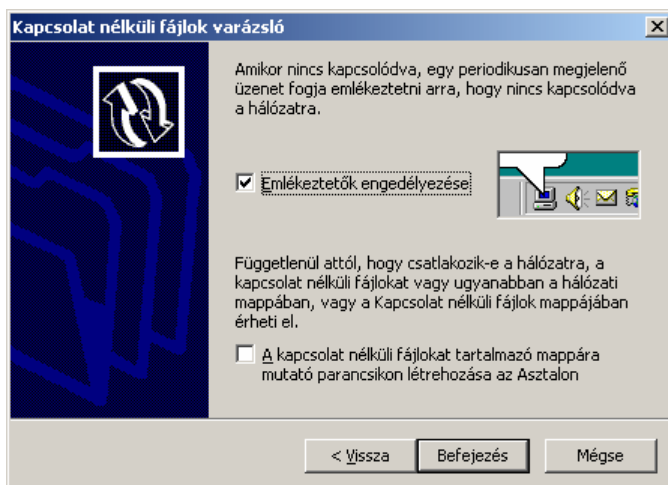 Kapcsolat nélküli fájlok varázsló
Amikor nincs kapcsolódva, egy periodikusan megjelenő
üzenet fogja emlékeztetni arra, hogy nincs kapcsolódva
a hálózatra.
Emlékeztetők engedélyezése
Függetlenül attól, hogy csatlakozik-e a hálózatra, a
kapcsolat nélküli fájlokat vagy ugyanabban a hálózati
mappában, vagy a Kapcsolat nélküli fájlok mappájában
érheti el.
A kapcsolat nélküli fájlokat tartalmazó mappára
mutató parancsikon létrehozása az Asztalon
< Vissza
Befejezés
Mégse